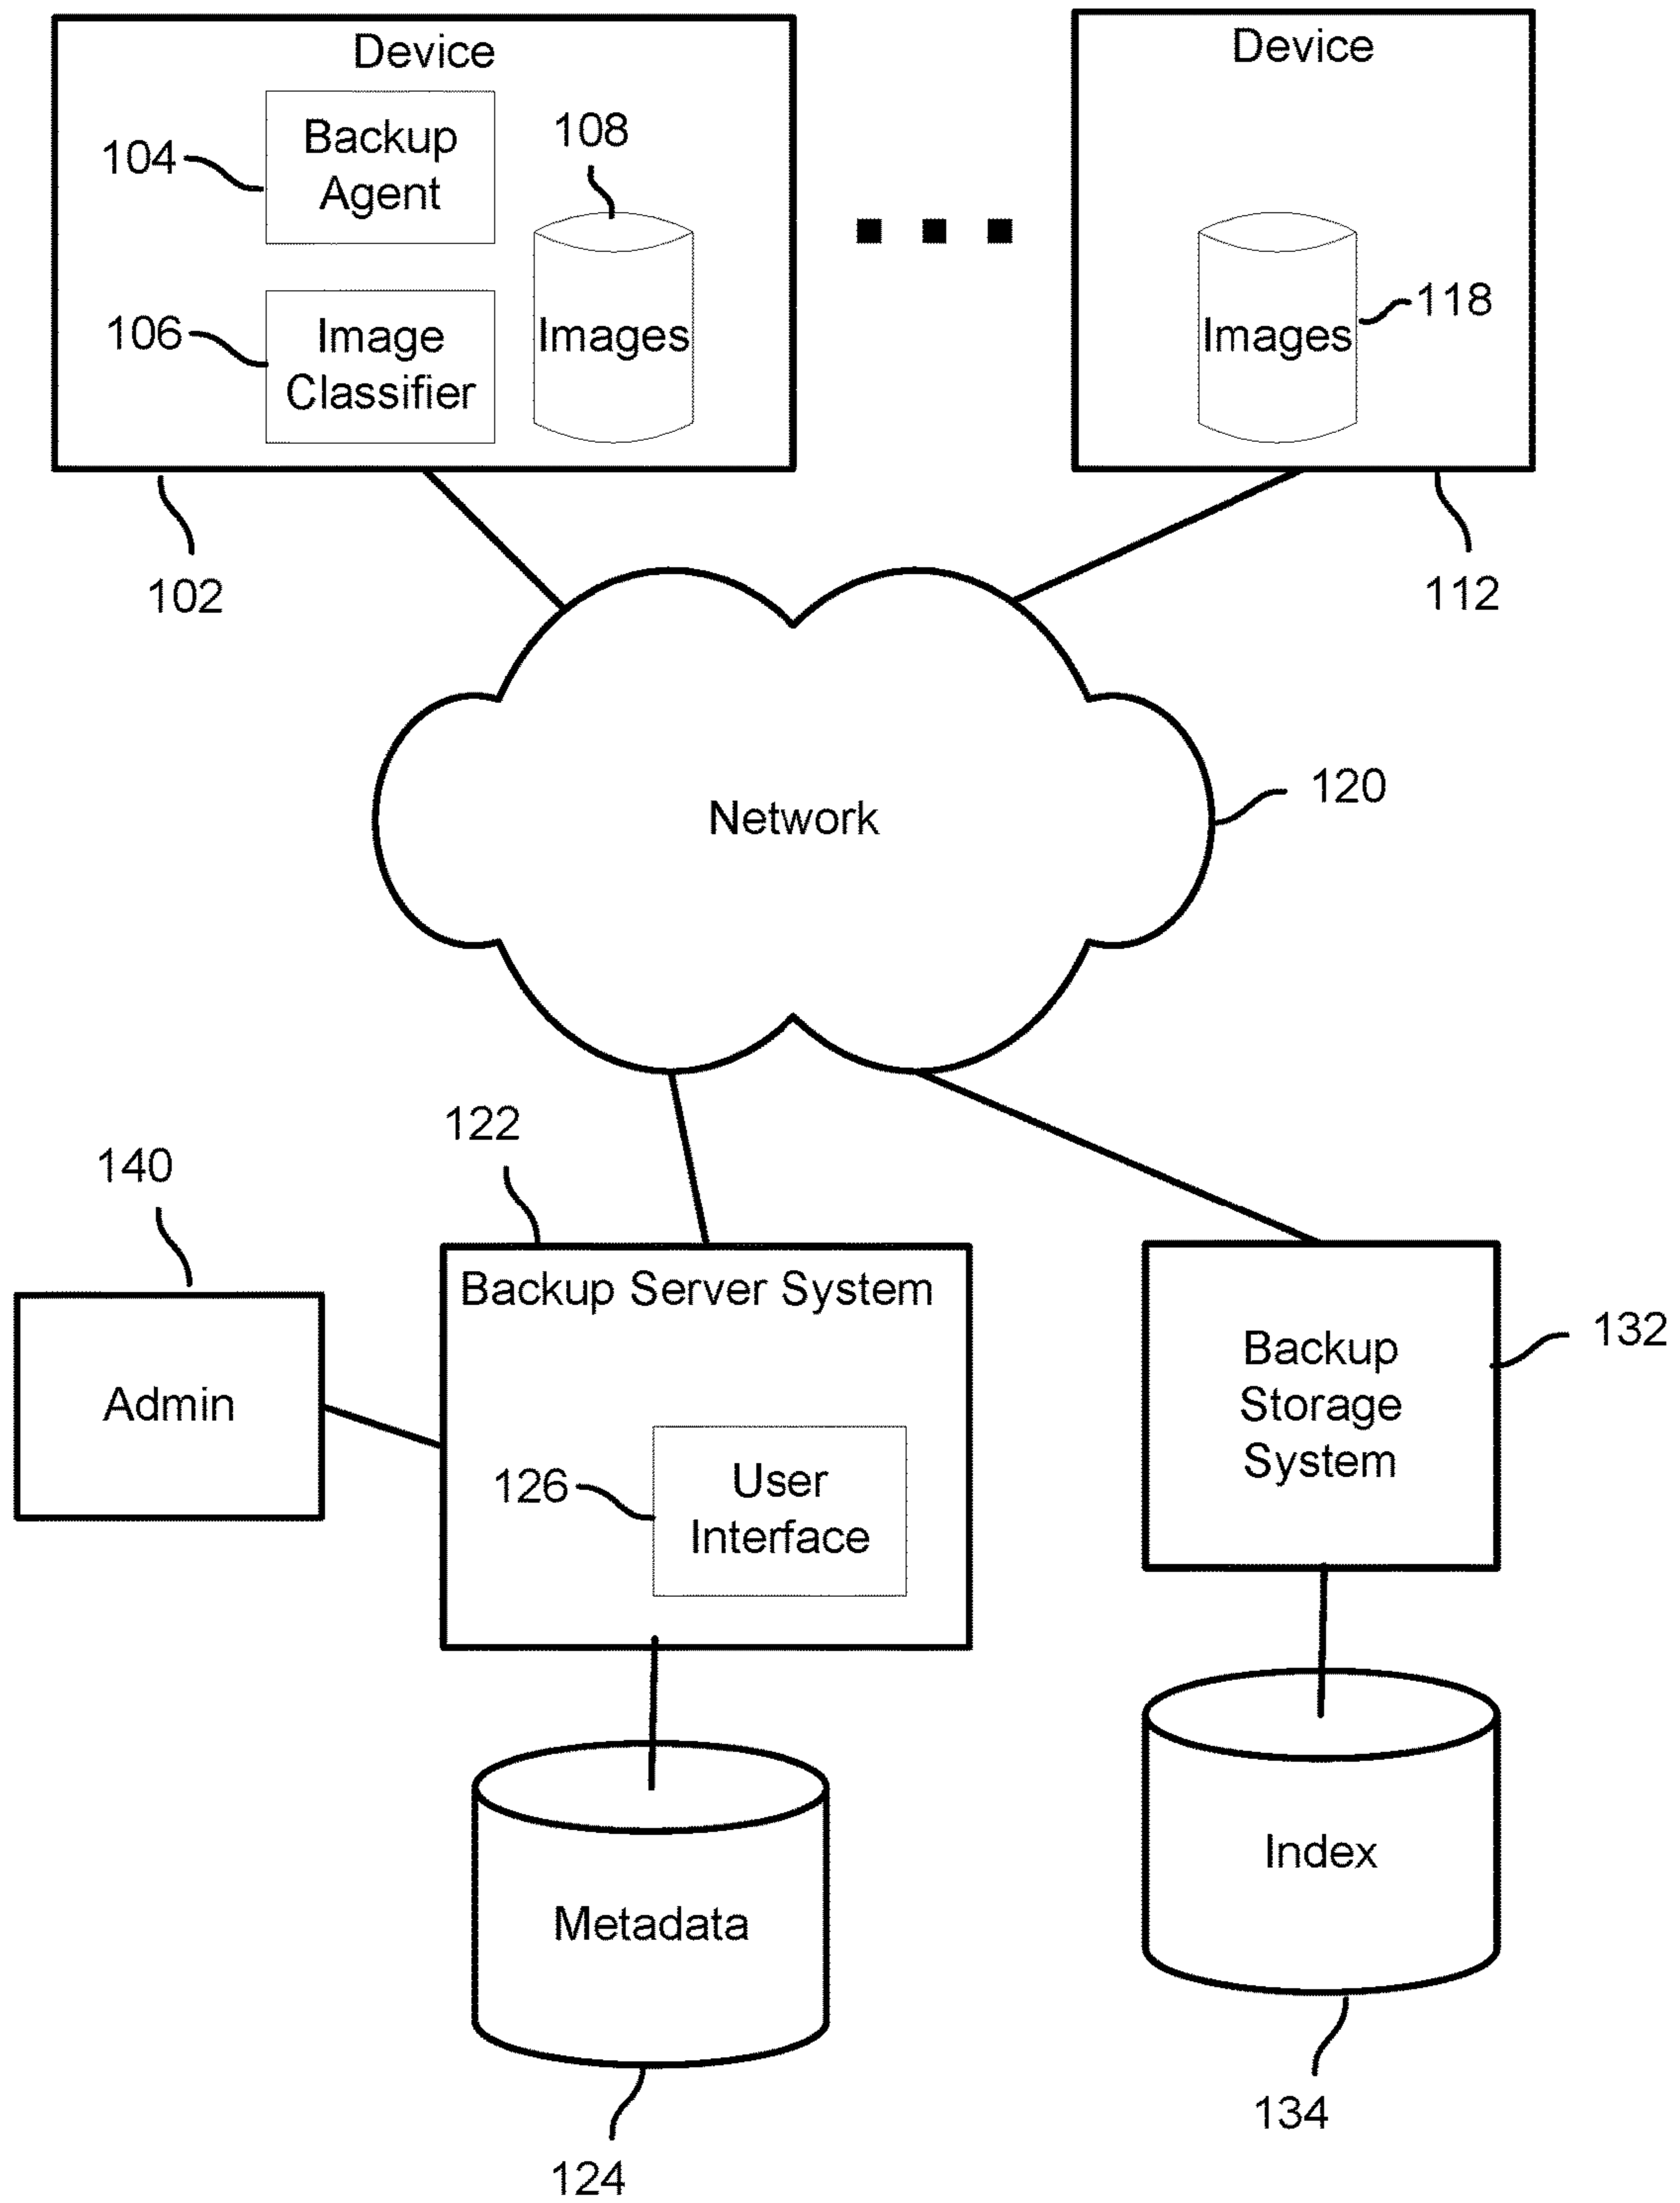 Device
Device
104
Backup
Agent
108
106
Image
Classifier
Images
Images
118
102
112
Network
120
122
140
Backup Server System
Admin
126
User
Interface
Backup
Storage
System
132
Metadata
Index
124
134